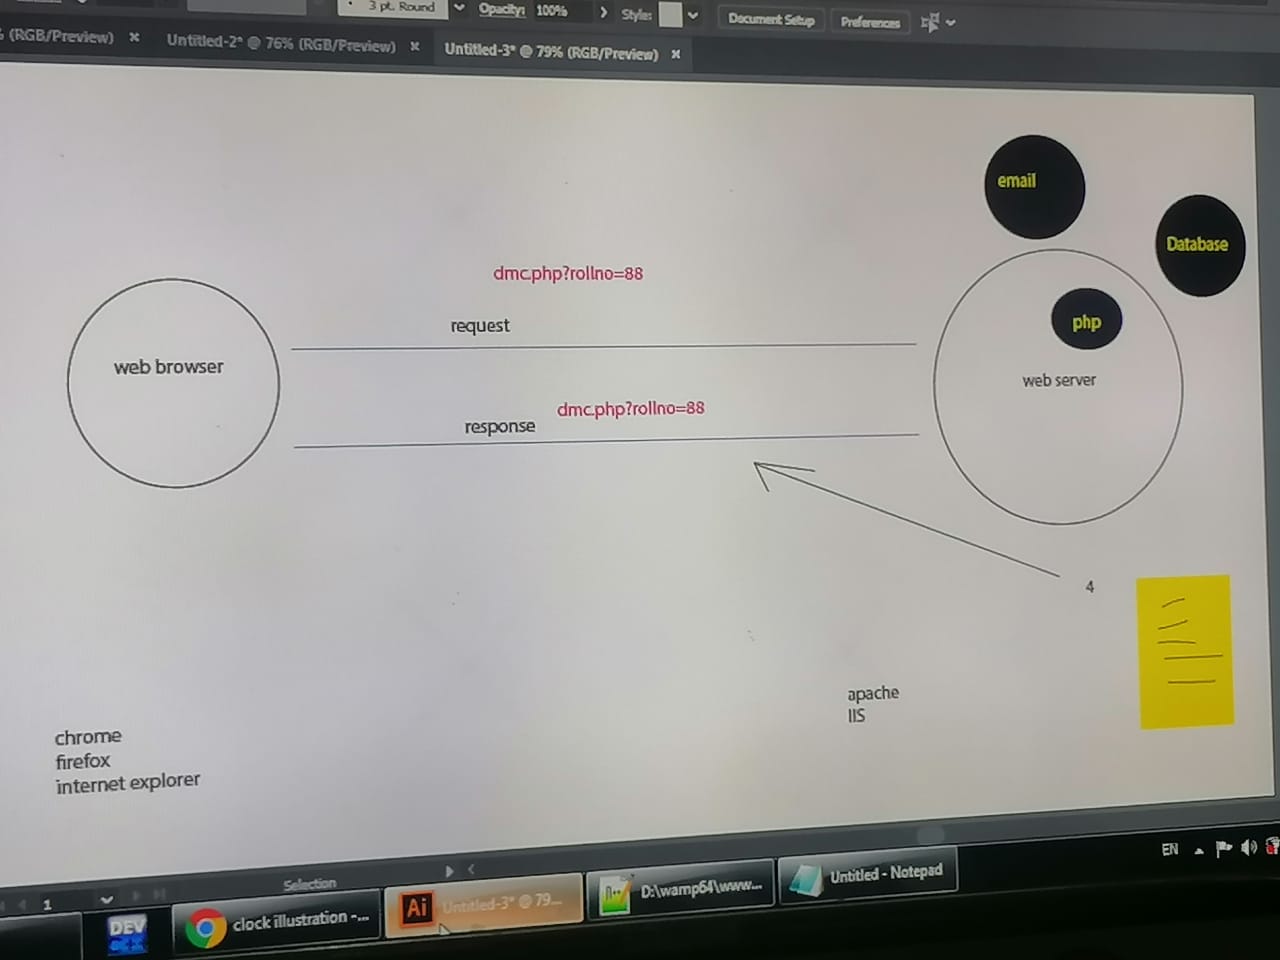 3 pt. Round
Opacity: 100%
Style:
Document Setup
Preferences
% (RGB/Preview)
Untitled-2* @ 76% (RGB/Preview)
Untitled-3* @ 79% (RGB/Preview)
email
Database
dmc.php?rollno=88
request
php
web browser
web server
dmc.php?rollno=88
response
4
apache
IIS
chrome
firefox
internet explorer
1
Selection
EN
DEV
C++
clock illustration -...
Ai
Untitled-3* @ 79...
D:\wamp64\www...
Untitled - Notepad